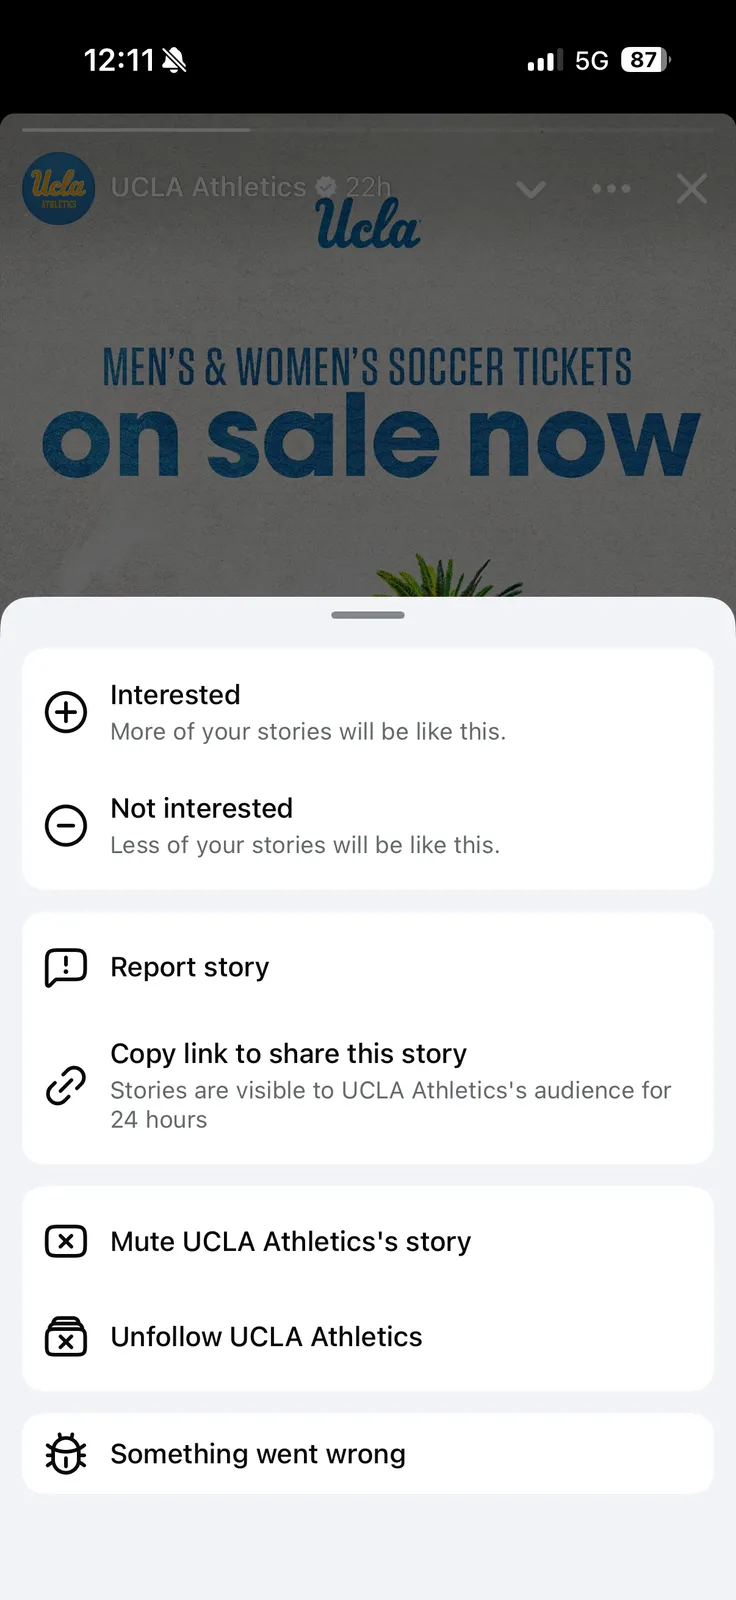 12:11
5G
87
Ucla
ATHLETICS
UCLA Athletics 22h
Ucla
MEN'S & WOMEN'S SOCCER TICKETS
on sale now
Interested
More of your stories will be like this.
Not interested
Less of your stories will be like this.
Report story
Copy link to share this story
Stories are visible to UCLA Athletics's audience for
24 hours
Mute UCLA Athletics's story
Unfollow UCLA Athletics
Something went wrong